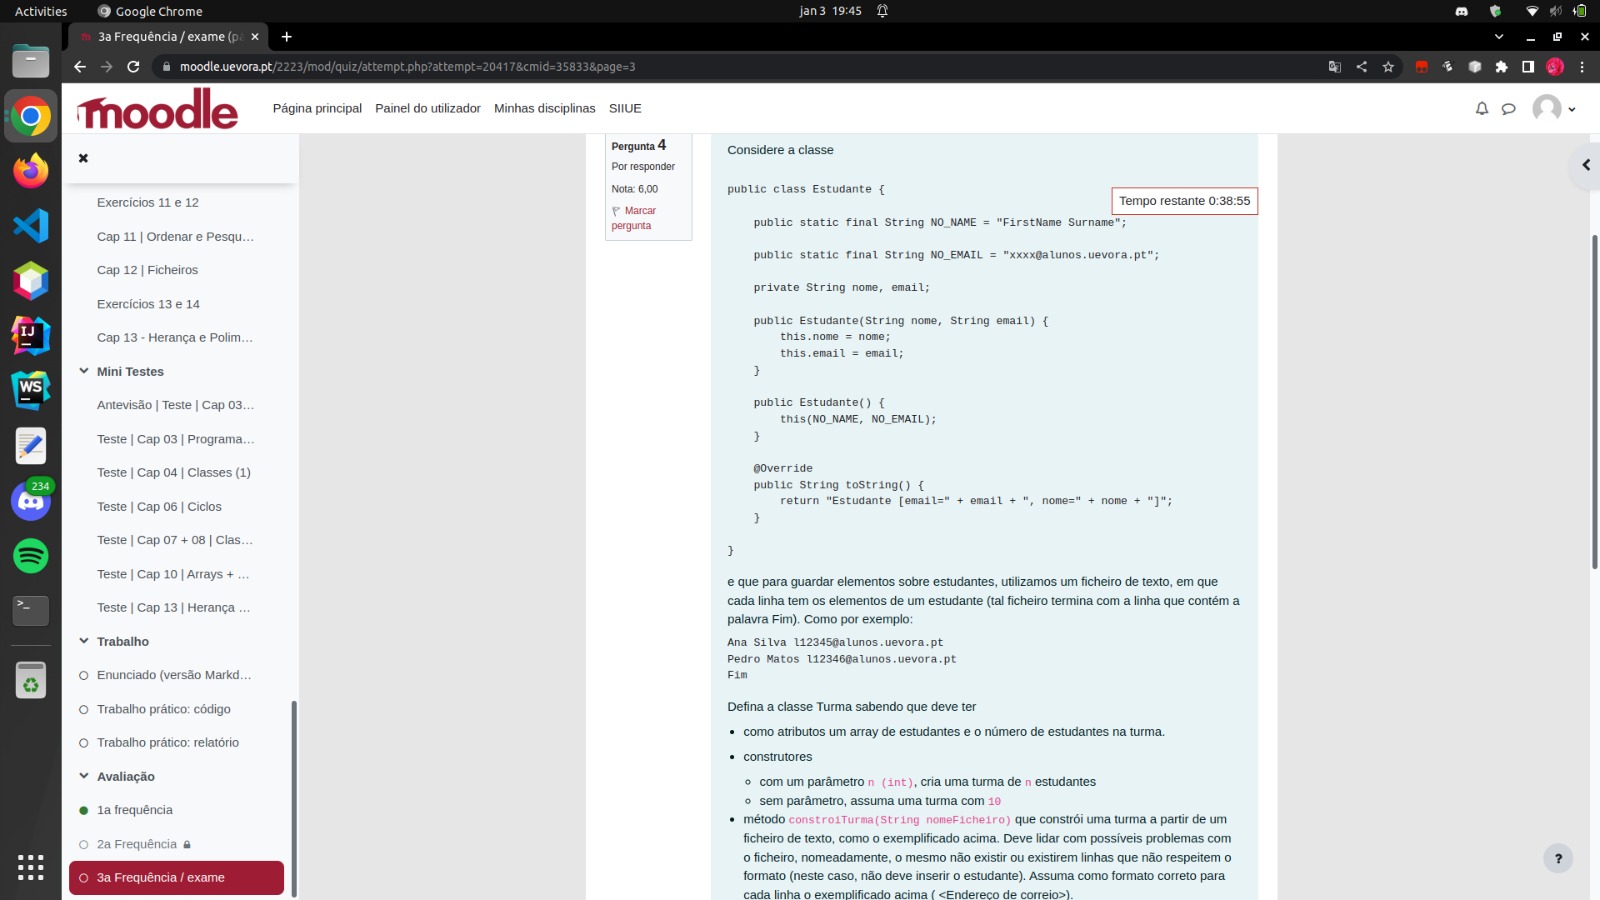 Activities
Google Chrome
jan 3 19:45
3a Frequência / exame (pa
moodle.uevora.pt/2223/mod/quiz/attempt.php?attempt=20417&cmid=35833&page=3
moodle
Página principal
Painel do utilizador
Minhas disciplinas
SIIUE
Exercícios 11 e 12
Cap 11 | Ordenar e Pesqu...
Cap 12 | Ficheiros
Exercícios 13 e 14
Cap 13 - Herança e Polim...
Mini Testes
Antevisão | Teste | Cap 03...
Teste | Cap 03 | Programa...
Teste | Cap 04 | Classes (1)
Teste | Cap 06 | Ciclos
Teste | Cap 07 + 08 | Clas...
Teste | Cap 10 | Arrays + ...
Teste | Cap 13 | Herança ...
Trabalho
Enunciado (versão Markd...
Trabalho prático: código
Trabalho prático: relatório
Avaliação
1a frequência
2a Frequência
3a Frequência / exame
IJ
WS
234
>_
Pergunta 4
Por responder
Nota: 6,00
Marcar
pergunta
Tempo restante 0:38:55
Considere a classe
public class Estudante {
public static final String NO_NAME = "FirstName Surname";
public static final String NO_EMAIL = "xxxx@alunos.uevora.pt";
private String nome, email;
public Estudante(String nome, String email) {
this.nome = nome;
this.email = email;
}
public Estudante() {
this(NO_NAME, NO_EMAIL);
}
@Override
public String toString() {
return "Estudante [email=" + email + ", nome=" + nome + "]";
}
}
e que para guardar elementos sobre estudantes, utilizamos um ficheiro de texto, em que
cada linha tem os elementos de um estudante (tal ficheiro termina com a linha que contém a
palavra Fim). Como por exemplo:
Ana Silva l12345@alunos.uevora.pt
Pedro Matos l12346@alunos.uevora.pt
Fim
Defina a classe Turma sabendo que deve ter
como atributos um array de estudantes e o número de estudantes na turma.
construtores
com um parâmetro n (int), cria uma turma de n estudantes
sem parâmetro, assuma uma turma com 10
método constroiTurma(String nomeFicheiro) que constrói uma turma a partir de um
ficheiro de texto, como o exemplificado acima. Deve lidar com possíveis problemas com
o ficheiro, nomeadamente, o mesmo não existir ou existirem linhas que não respeitem o
formato (neste caso, não deve inserir o estudante). Assuma como formato correto para
cada linha o exemplificado acima ( <Endereço de correio>).
?